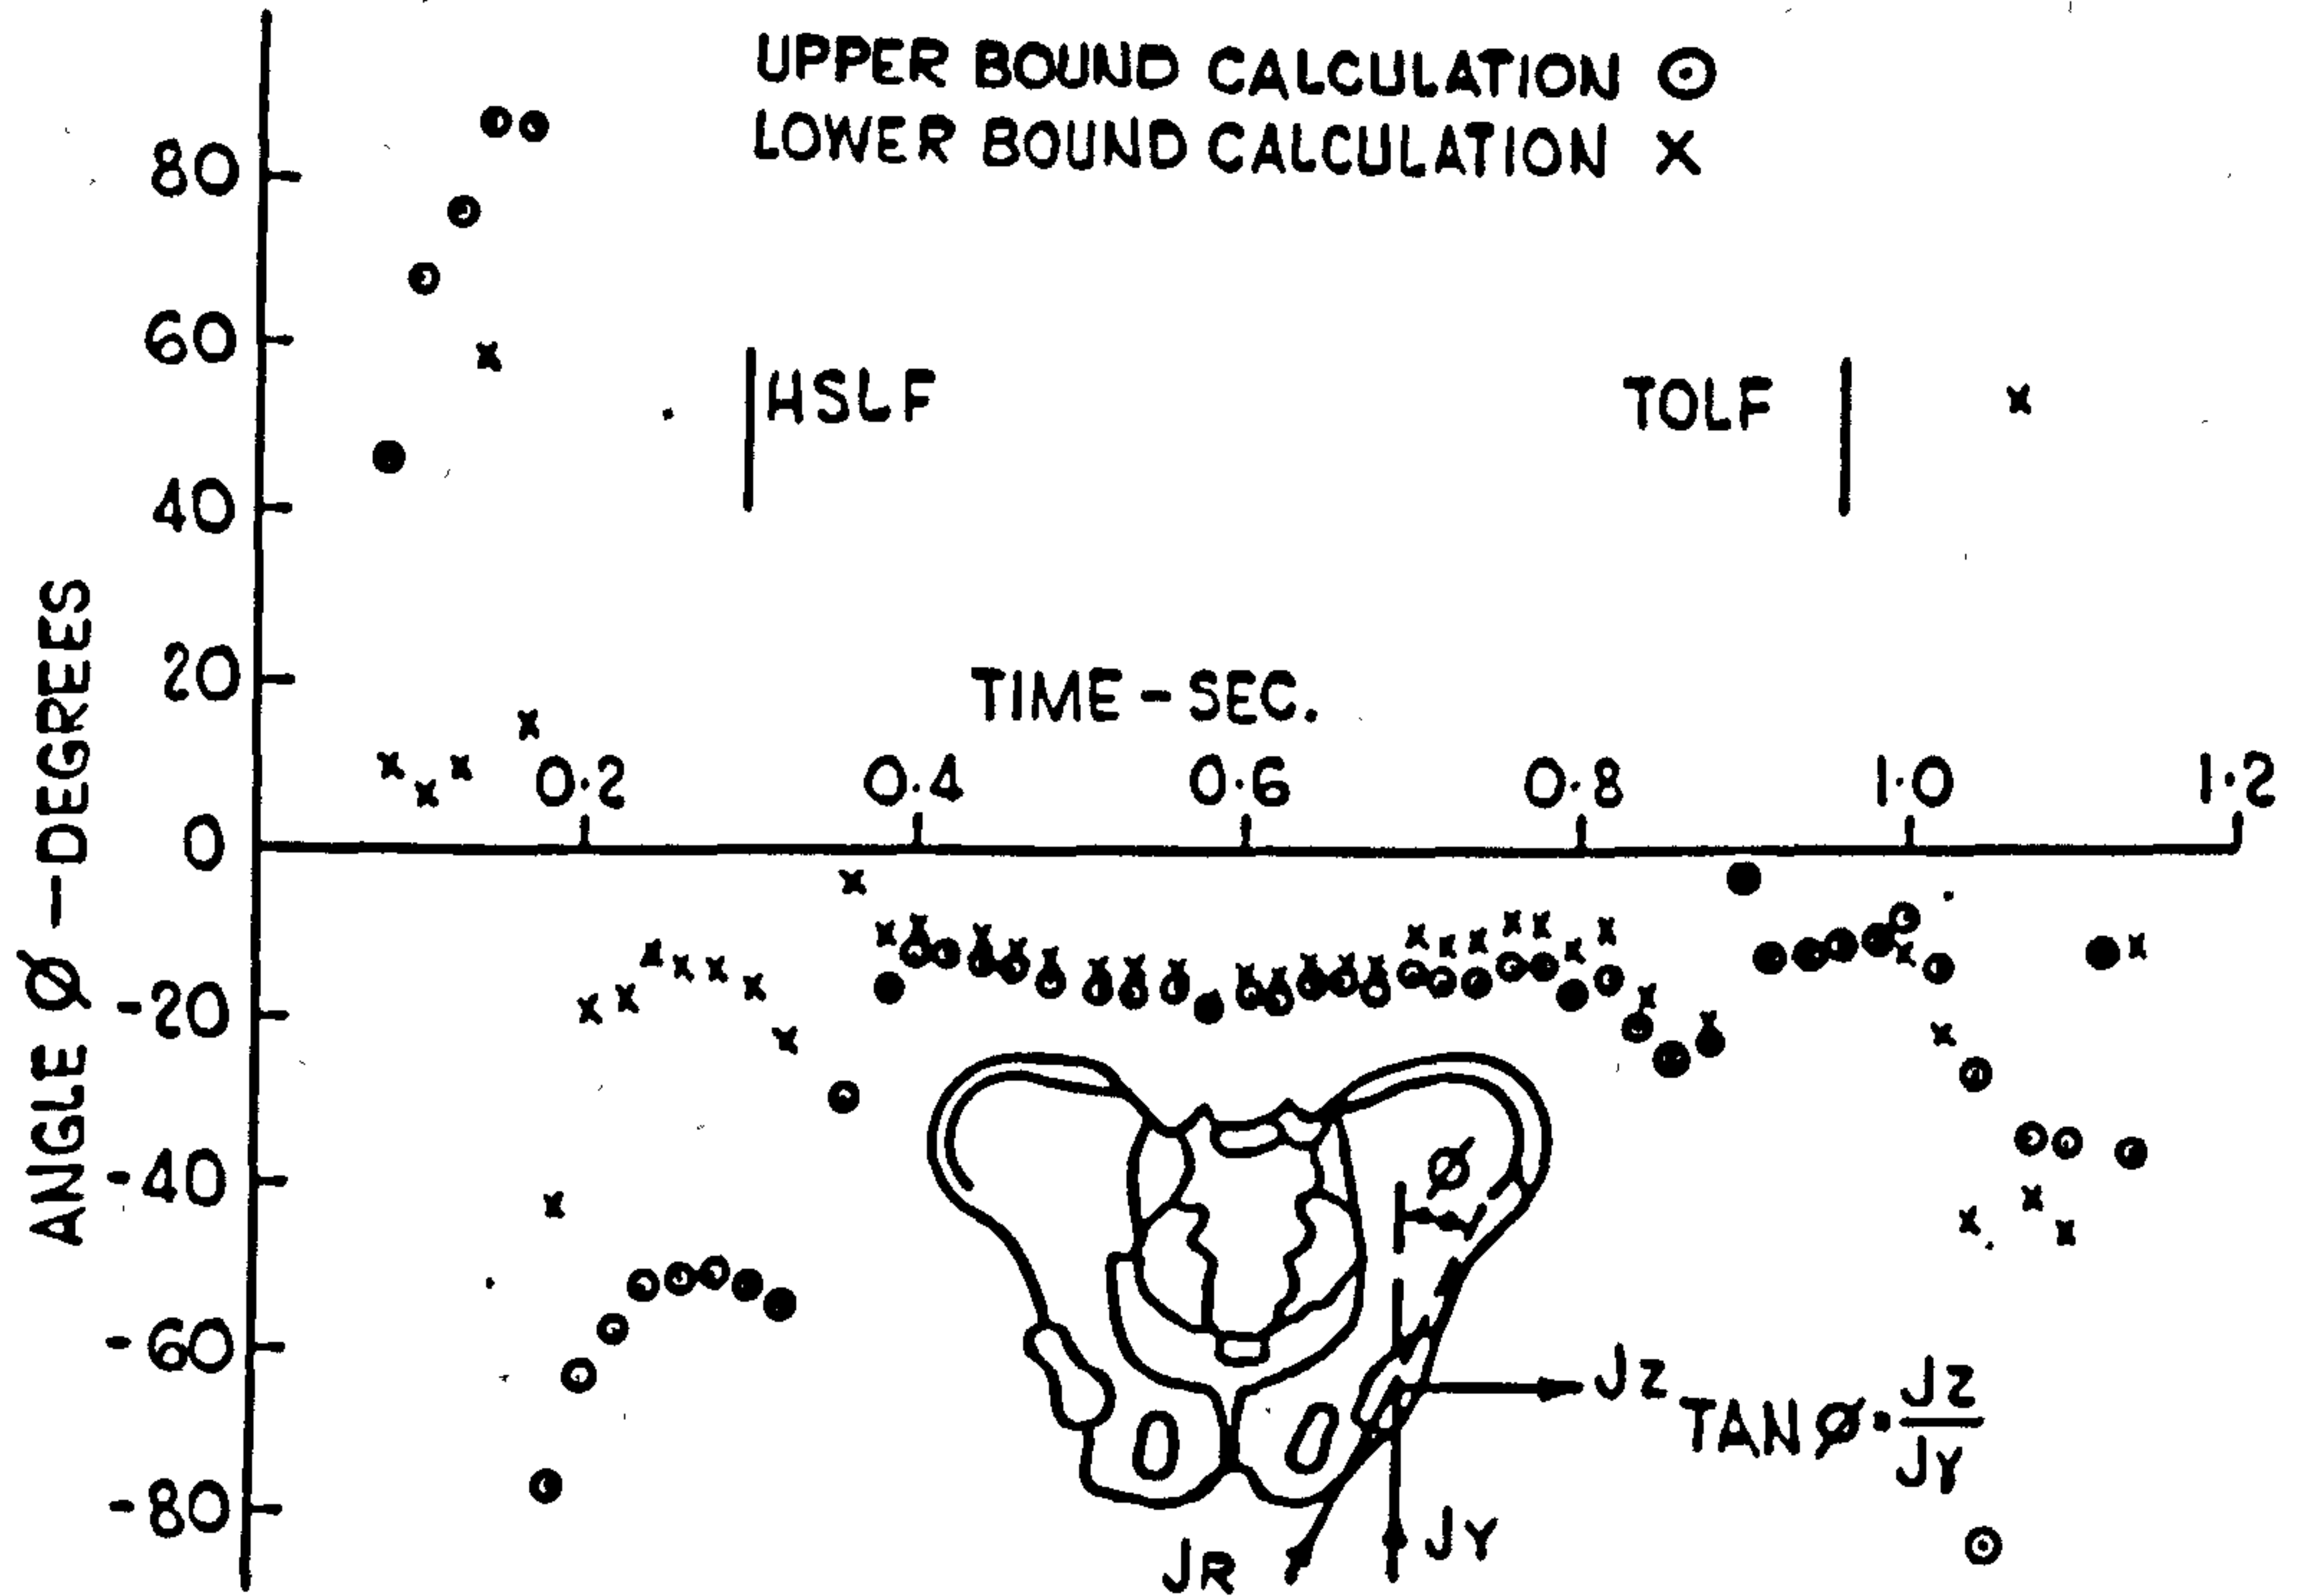 UPPER BOUND CALCULATION ⊙
LOWER BOUND CALCULATION X
80
60
40
20
0
-20
-40
-60
-80
ANGLE Ø - DEGREES
HSLF
TOLF
TIME - SEC.
0·2
0.4
0·6
0·8
1·0
1·2
Ø
JZ
TAN Ø = JZ
JY
JY
JR